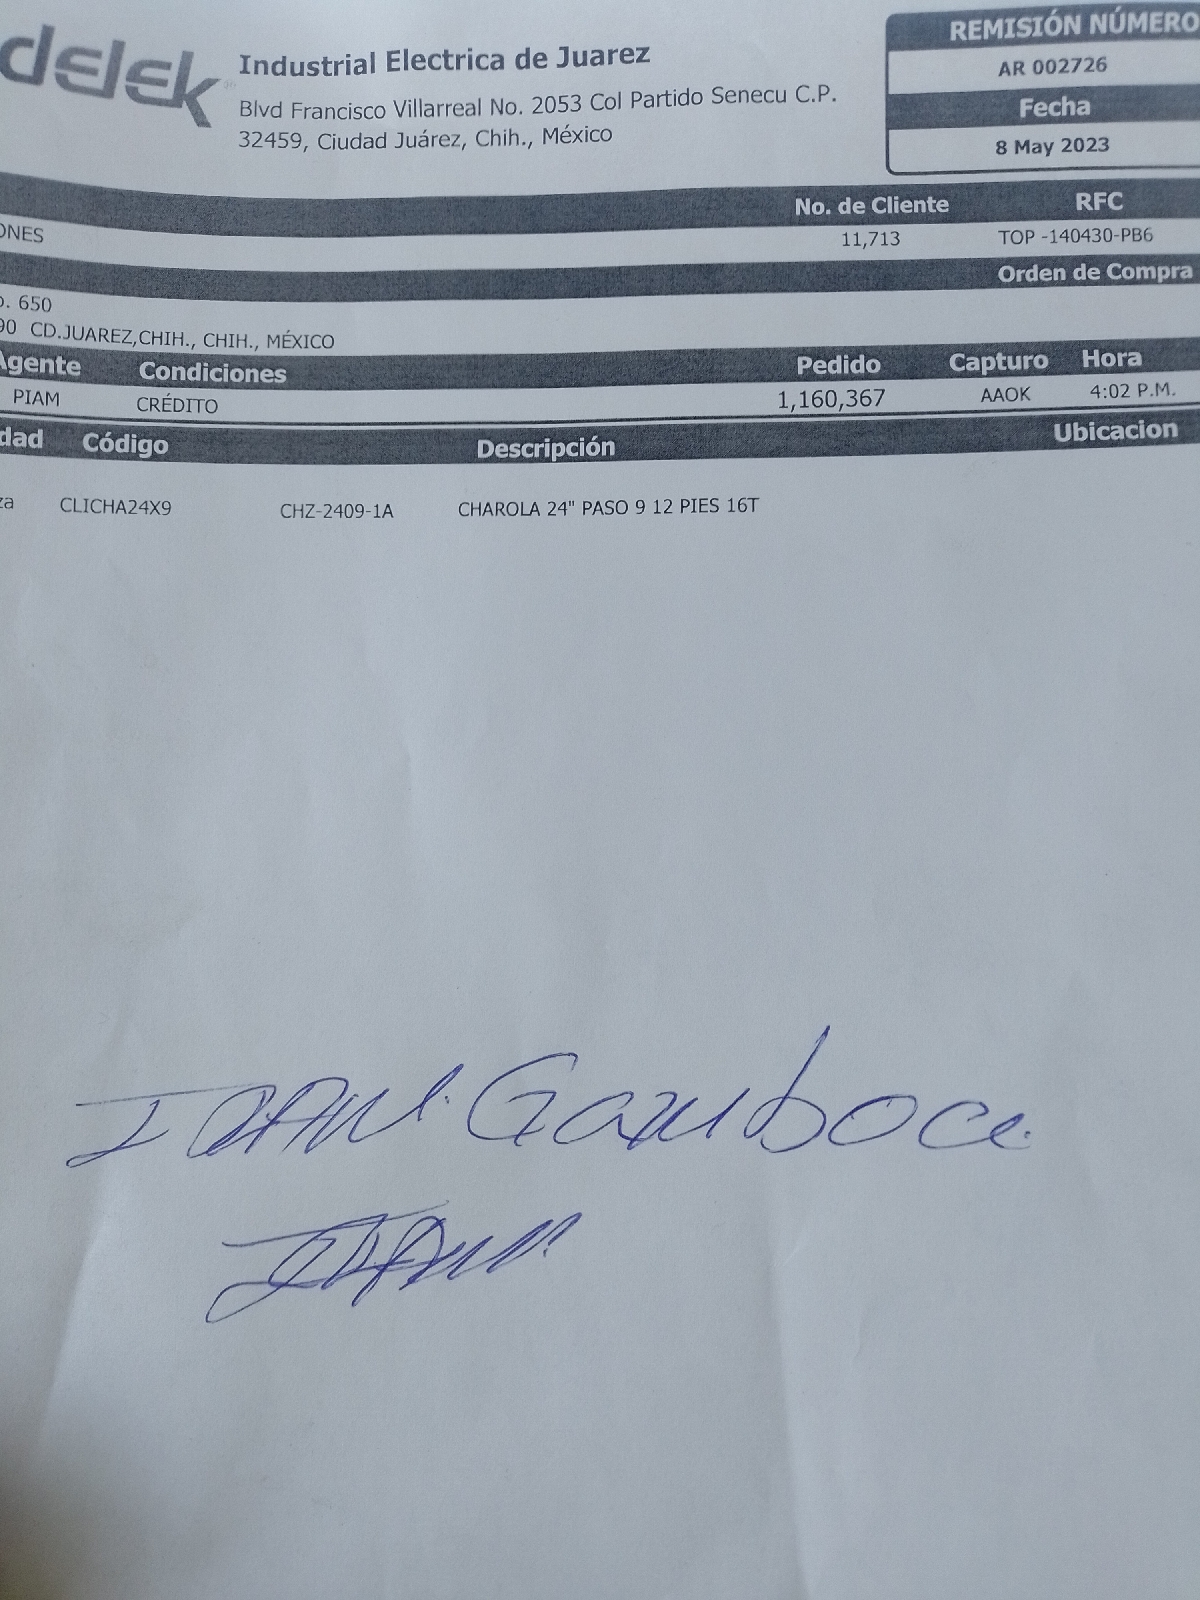 delek
Industrial Electrica de Juarez
Blvd Francisco Villarreal No. 2053 Col Partido Senecu C.P.
32459, Ciudad Juárez, Chih., México
REMISIÓN NÚMERO
AR 002726
Fecha
8 May 2023
No. de Cliente RFC
ONES 11,713 TOP -140430-PB6
Orden de Compra
o. 650
90 CD.JUAREZ,CHIH., CHIH., MÉXICO
Agente Condiciones Pedido Capturo Hora
PIAM CRÉDITO 1,160,367 AAOK 4:02 P.M.
dad Código Descripción Ubicacion
za CLICHA24X9 CHZ-2409-1A CHAROLA 24" PASO 9 12 PIES 16T
Gamboa